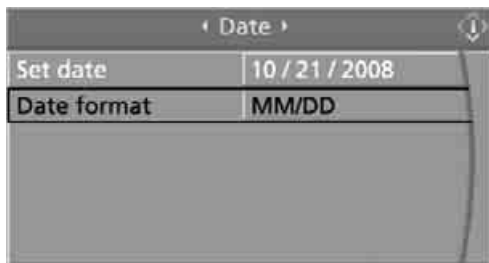 Date
Set date 10 / 21 / 2008
Date format MM/DD